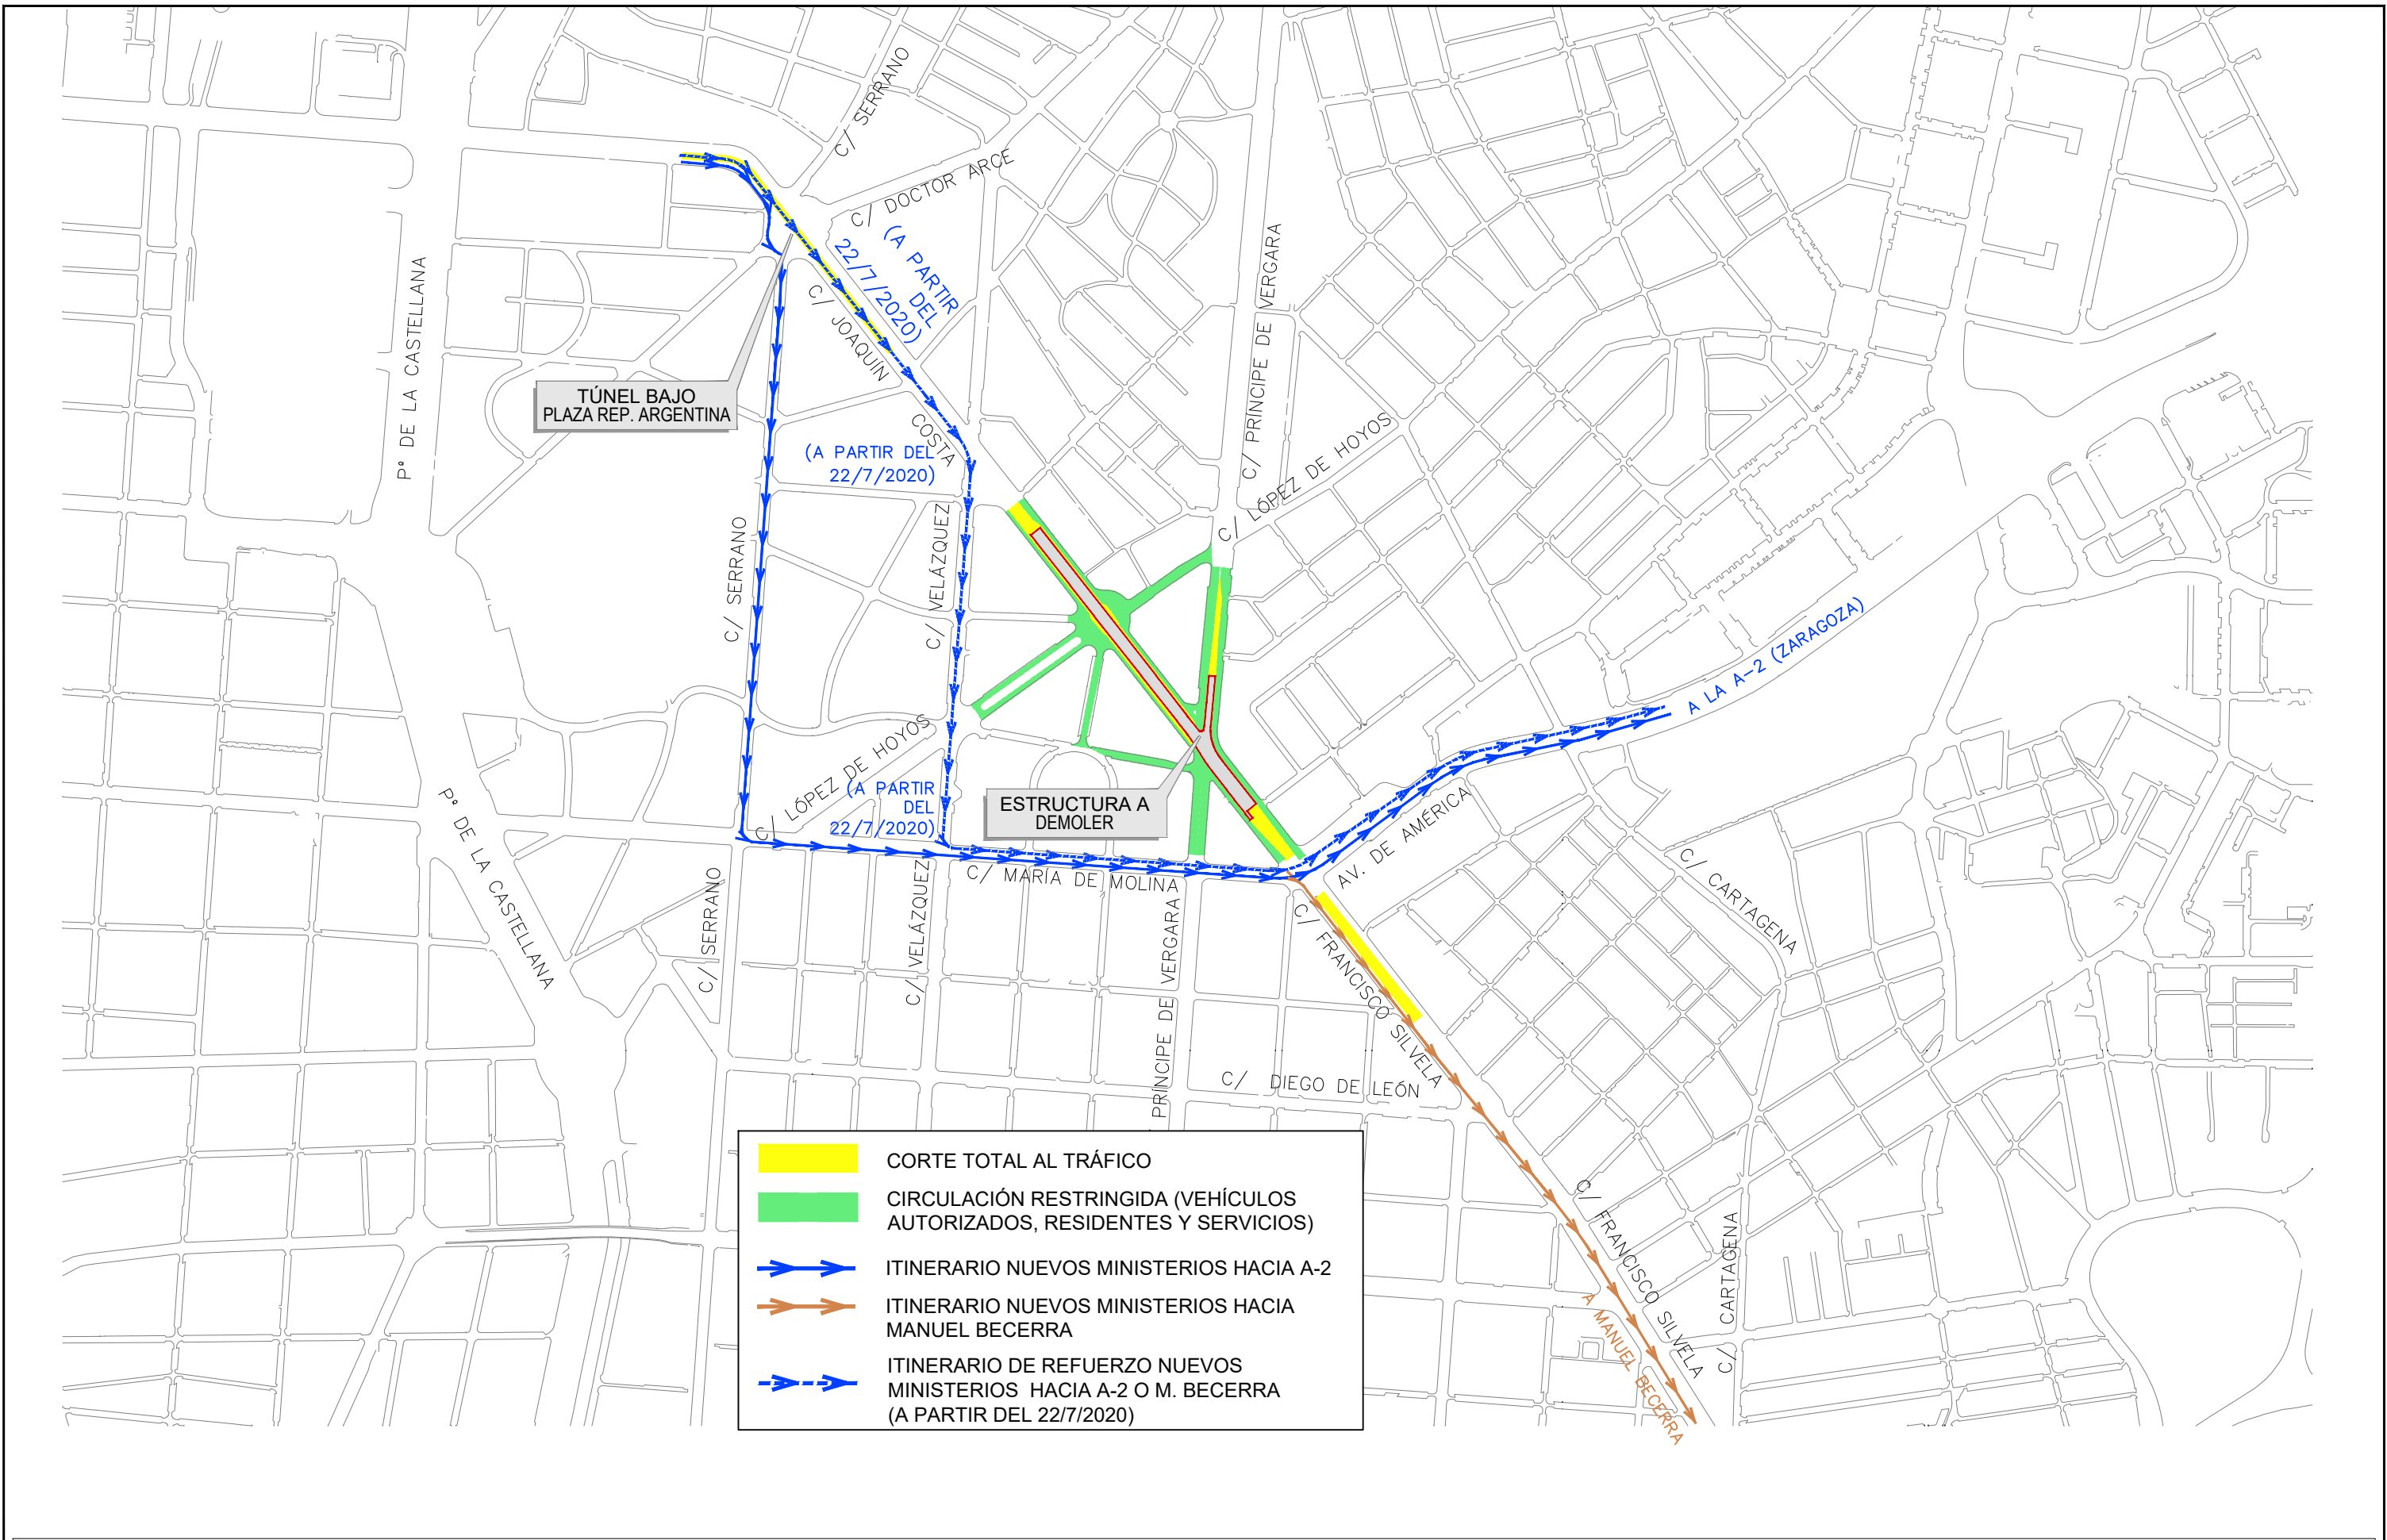 C/ SERRANO
C/ DOCTOR ARCE
(A PARTIR
DEL
22/7/2020)
C/ JOAQUÍN
COSTA
Pº DE LA CASTELLANA
TÚNEL BAJO
PLAZA REP. ARGENTINA
(A PARTIR DEL
22/7/2020)
C/ PRÍNCIPE DE VERGARA
C/ LÓPEZ DE HOYOS
C/ SERRANO
C/ VELÁZQUEZ
A LA A-2 (ZARAGOZA)
C/ LÓPEZ DE HOYOS
(A PARTIR
DEL
22/7/2020)
ESTRUCTURA A
DEMOLER
Pº DE LA CASTELLANA
C/ SERRANO
C/ VELÁZQUEZ
C/ MARÍA DE MOLINA
PRÍNCIPE DE VERGARA
AV. DE AMÉRICA
C/ CARTAGENA
C/ FRANCISCO SILVELA
C/ DIEGO DE LEÓN
C/ FRANCISCO SILVELA
C/ CARTAGENA
A MANUEL BECERRA
CORTE TOTAL AL TRÁFICO
CIRCULACIÓN RESTRINGIDA (VEHÍCULOS
AUTORIZADOS, RESIDENTES Y SERVICIOS)
ITINERARIO NUEVOS MINISTERIOS HACIA A-2
ITINERARIO NUEVOS MINISTERIOS HACIA
MANUEL BECERRA
ITINERARIO DE REFUERZO NUEVOS
MINISTERIOS HACIA A-2 O M. BECERRA
(A PARTIR DEL 22/7/2020)